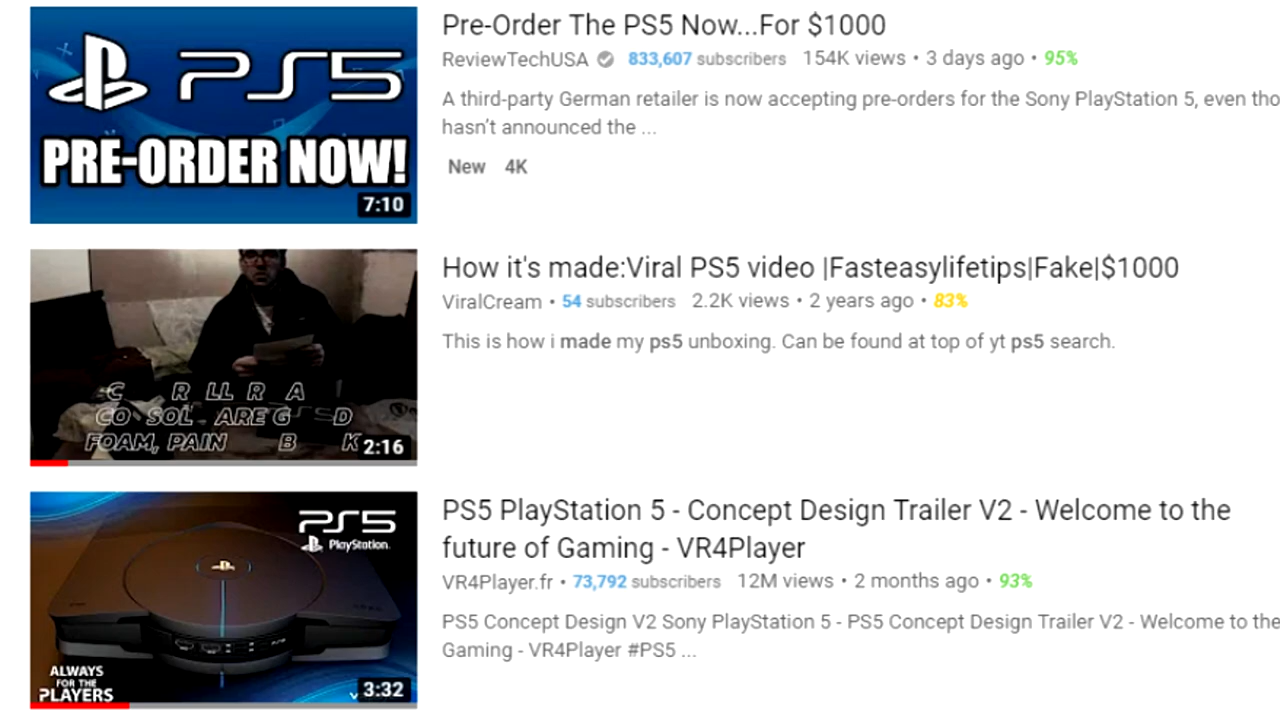 PS5
PRE-ORDER NOW!
7:10
Pre-Order The PS5 Now...For $1000
ReviewTechUSA 833,607 subscribers 154K views • 3 days ago • 95%
A third-party German retailer is now accepting pre-orders for the Sony PlayStation 5, even tho
hasn't announced the ...
New 4K
How it's made:Viral PS5 video |Fasteasylifetips|Fake|$1000
ViralCream • 54 subscribers 2.2K views • 2 years ago • 83%
This is how i made my ps5 unboxing. Can be found at top of yt ps5 search.
C R LL R A
CO SOL ARE G D
FOAM, PAIN B K
2:16
PS5
PlayStation
ALWAYS
FOR THE
PLAYERS
3:32
PS5 PlayStation 5 - Concept Design Trailer V2 - Welcome to the
future of Gaming - VR4Player
VR4Player.fr • 73,792 subscribers 12M views • 2 months ago • 93%
PS5 Concept Design V2 Sony PlayStation 5 - PS5 Concept Design Trailer V2 - Welcome to the
Gaming - VR4Player #PS5 ...